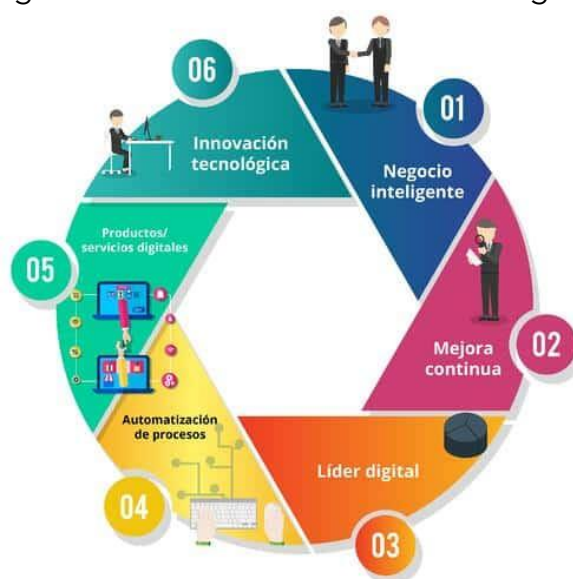 06
Innovación
tecnológica
01
Negocio
inteligente
02
Mejora
continua
03
Líder digital
04
Automatización
de procesos
05
Productos/
servicios digitales